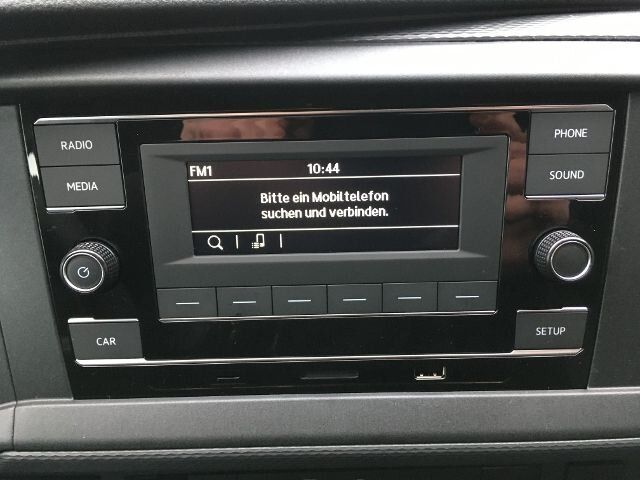 RADIO
MEDIA
PHONE
SOUND
FM1 10:44
Bitte ein Mobiltelefon
suchen und verbinden.
CAR
SETUP